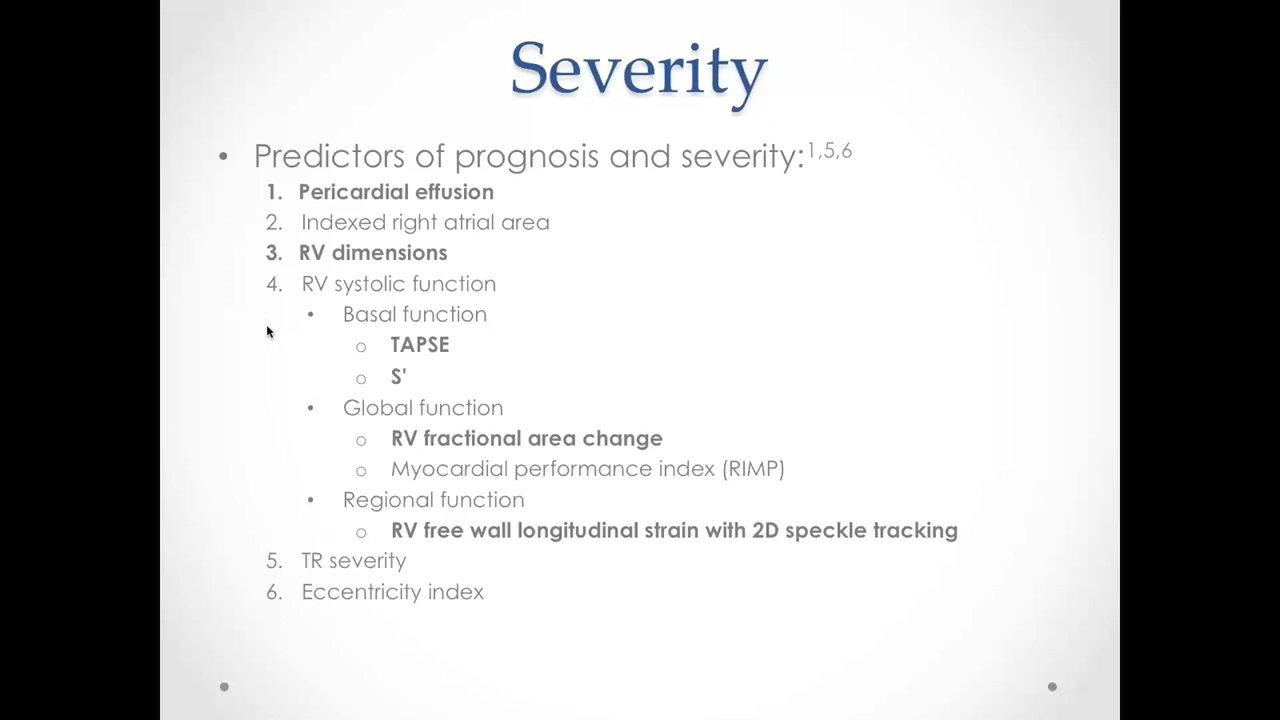 Severity
• Predictors of prognosis and severity:1,5,6
1. Pericardial effusion
2. Indexed right atrial area
3. RV dimensions
4. RV systolic function
• Basal function
o TAPSE
o S'
• Global function
o RV fractional area change
o Myocardial performance index (RIMP)
• Regional function
o RV free wall longitudinal strain with 2D speckle tracking
5. TR severity
6. Eccentricity index